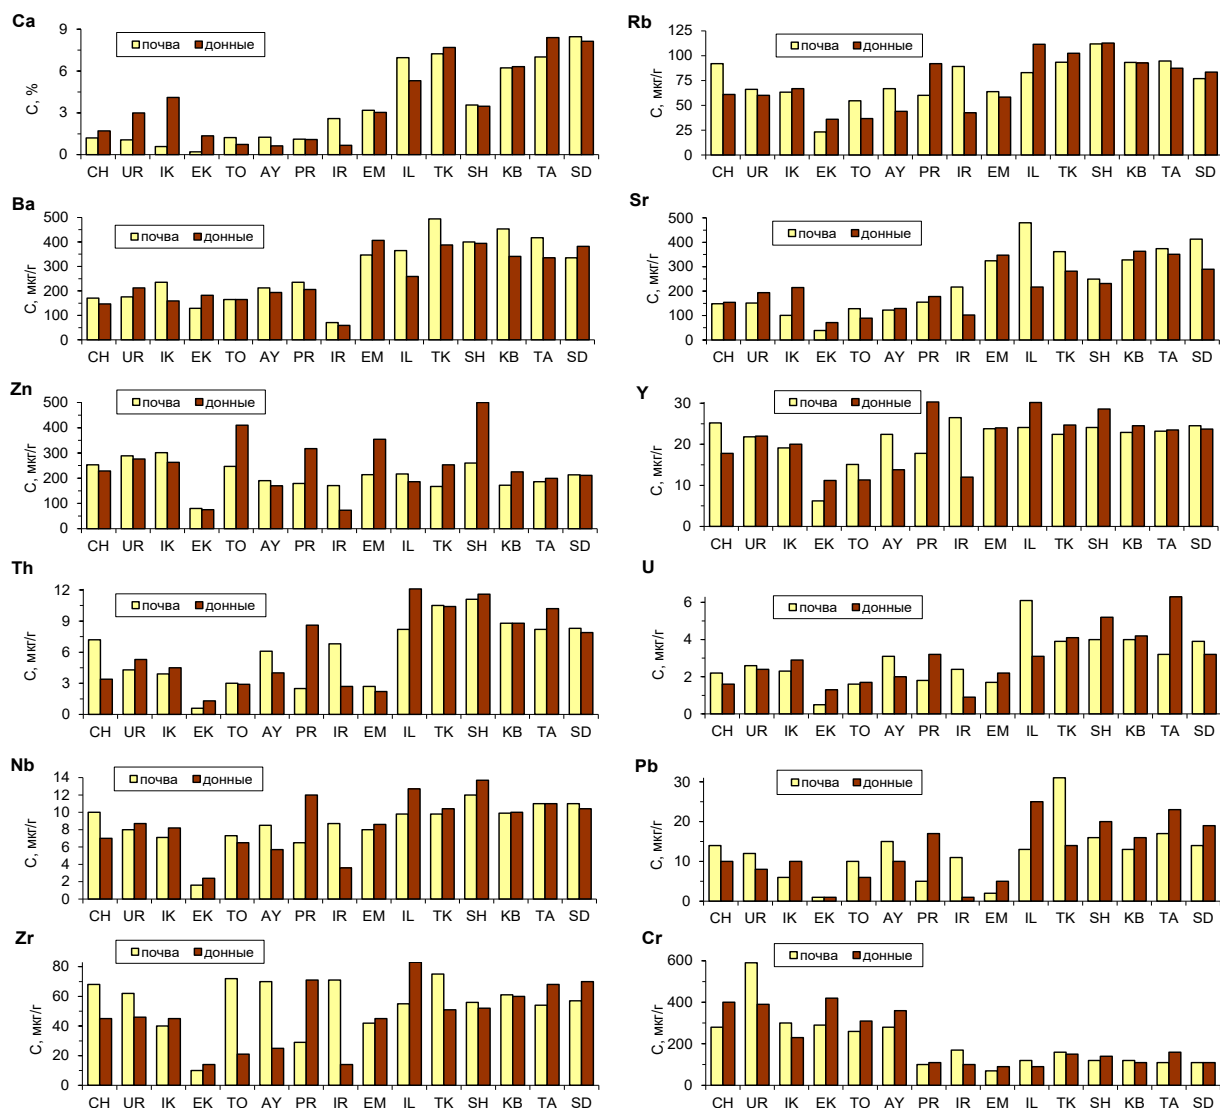 Ca
почва донные
C, %
9
6
3
0
CH UR IK EK TO AY PR IR EM IL TK SH KB TA SD
Rb
почва донные
C, мкг/г
125
100
75
50
25
0
CH UR IK EK TO AY PR IR EM IL TK SH KB TA SD
Ba
почва донные
C, мкг/г
500
400
300
200
100
0
CH UR IK EK TO AY PR IR EM IL TK SH KB TA SD
Sr
почва донные
C, мкг/г
500
400
300
200
100
0
CH UR IK EK TO AY PR IR EM IL TK SH KB TA SD
Zn
почва донные
C, мкг/г
500
400
300
200
100
0
CH UR IK EK TO AY PR IR EM IL TK SH KB TA SD
Y
почва донные
C, мкг/г
30
20
10
0
CH UR IK EK TO AY PR IR EM IL TK SH KB TA SD
Th
почва донные
C, мкг/г
12
9
6
3
0
CH UR IK EK TO AY PR IR EM IL TK SH KB TA SD
U
почва донные
C, мкг/г
6
4
2
0
CH UR IK EK TO AY PR IR EM IL TK SH KB TA SD
Nb
почва донные
C, мкг/г
14
12
10
8
6
4
2
0
CH UR IK EK TO AY PR IR EM IL TK SH KB TA SD
Pb
почва донные
C, мкг/г
30
20
10
0
CH UR IK EK TO AY PR IR EM IL TK SH KB TA SD
Zr
почва донные
C, мкг/г
80
60
40
20
0
CH UR IK EK TO AY PR IR EM IL TK SH KB TA SD
Cr
почва донные
C, мкг/г
600
400
200
0
CH UR IK EK TO AY PR IR EM IL TK SH KB TA SD